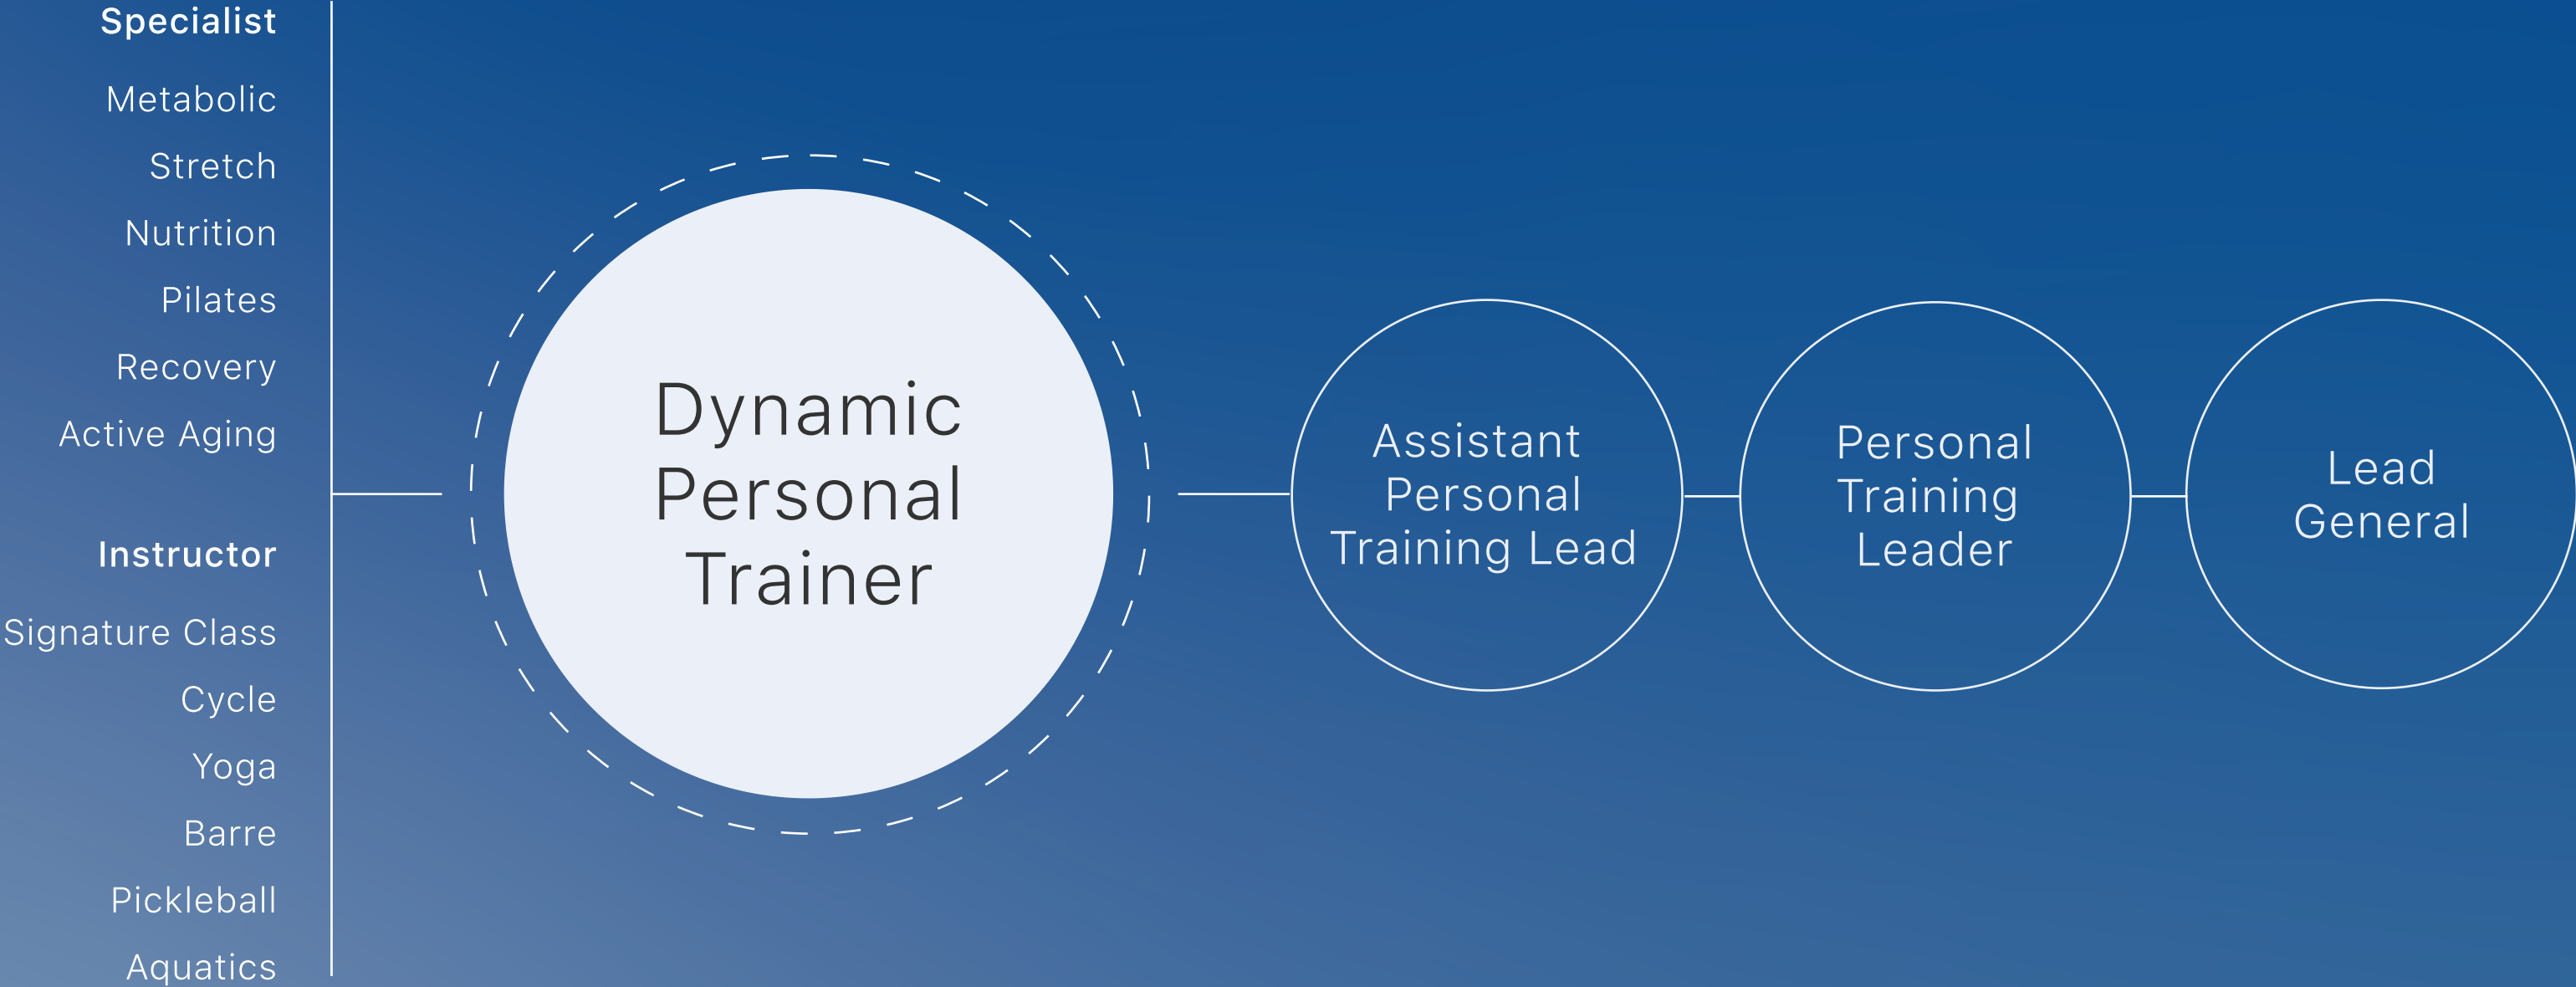 Specialist
Metabolic
Stretch
Nutrition
Pilates
Recovery
Active Aging
Instructor
Signature Class
Cycle
Yoga
Barre
Pickleball
Aquatics
Dynamic
Personal
Trainer
Assistant
Personal
Training Lead
Personal
Training
Leader
Lead
General